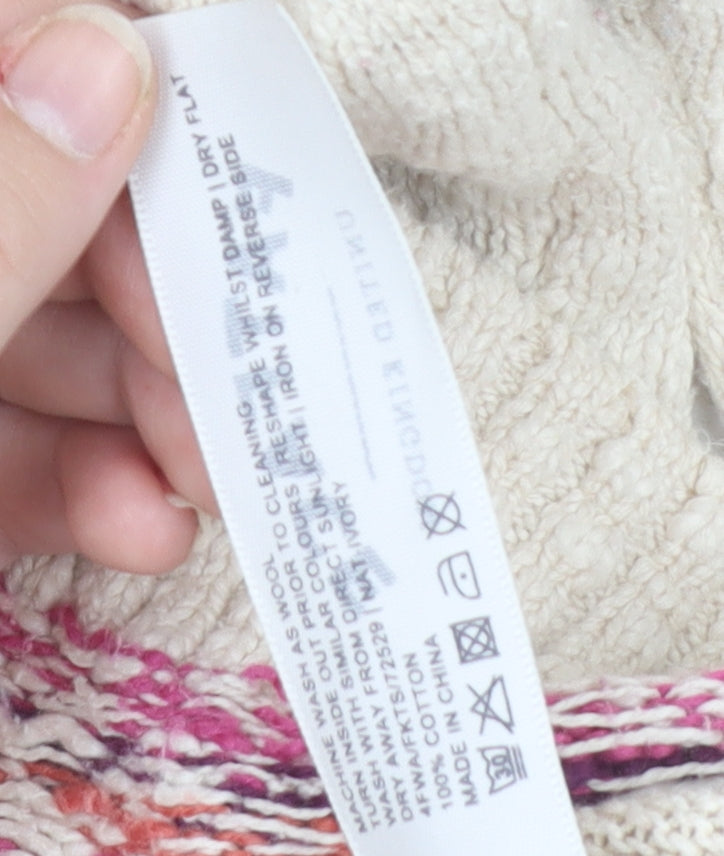 MACHINE WASH AS WOOL
TURN INSIDE OUT PRIOR TO CLEANING
WASH WITH SIMILAR COLOURS | RESHAPE WHILST DAMP | DRY FLAT
DRY AWAY FROM DIRECT SUNLIGHT | IRON ON REVERSE SIDE
4FWA/FKTS/72529 | NAT IVORY
100% COTTON
MADE IN CHINA
30
UNITED KINGDOM